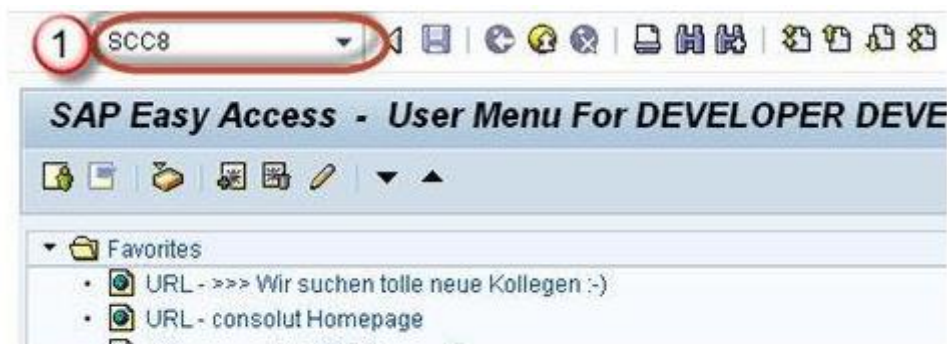 1 SCC8
SAP Easy Access - User Menu For DEVELOPER DEVE
Favorites
URL - >>> Wir suchen tolle neue Kollegen :-)
URL - consolut Homepage